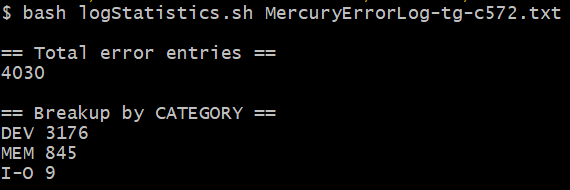 $ bash logStatistics.sh MercuryErrorLog-tg-c572.txt
== Total error entries ==
4030
== Breakup by CATEGORY ==
DEV 3176
MEM 845
I-O 9